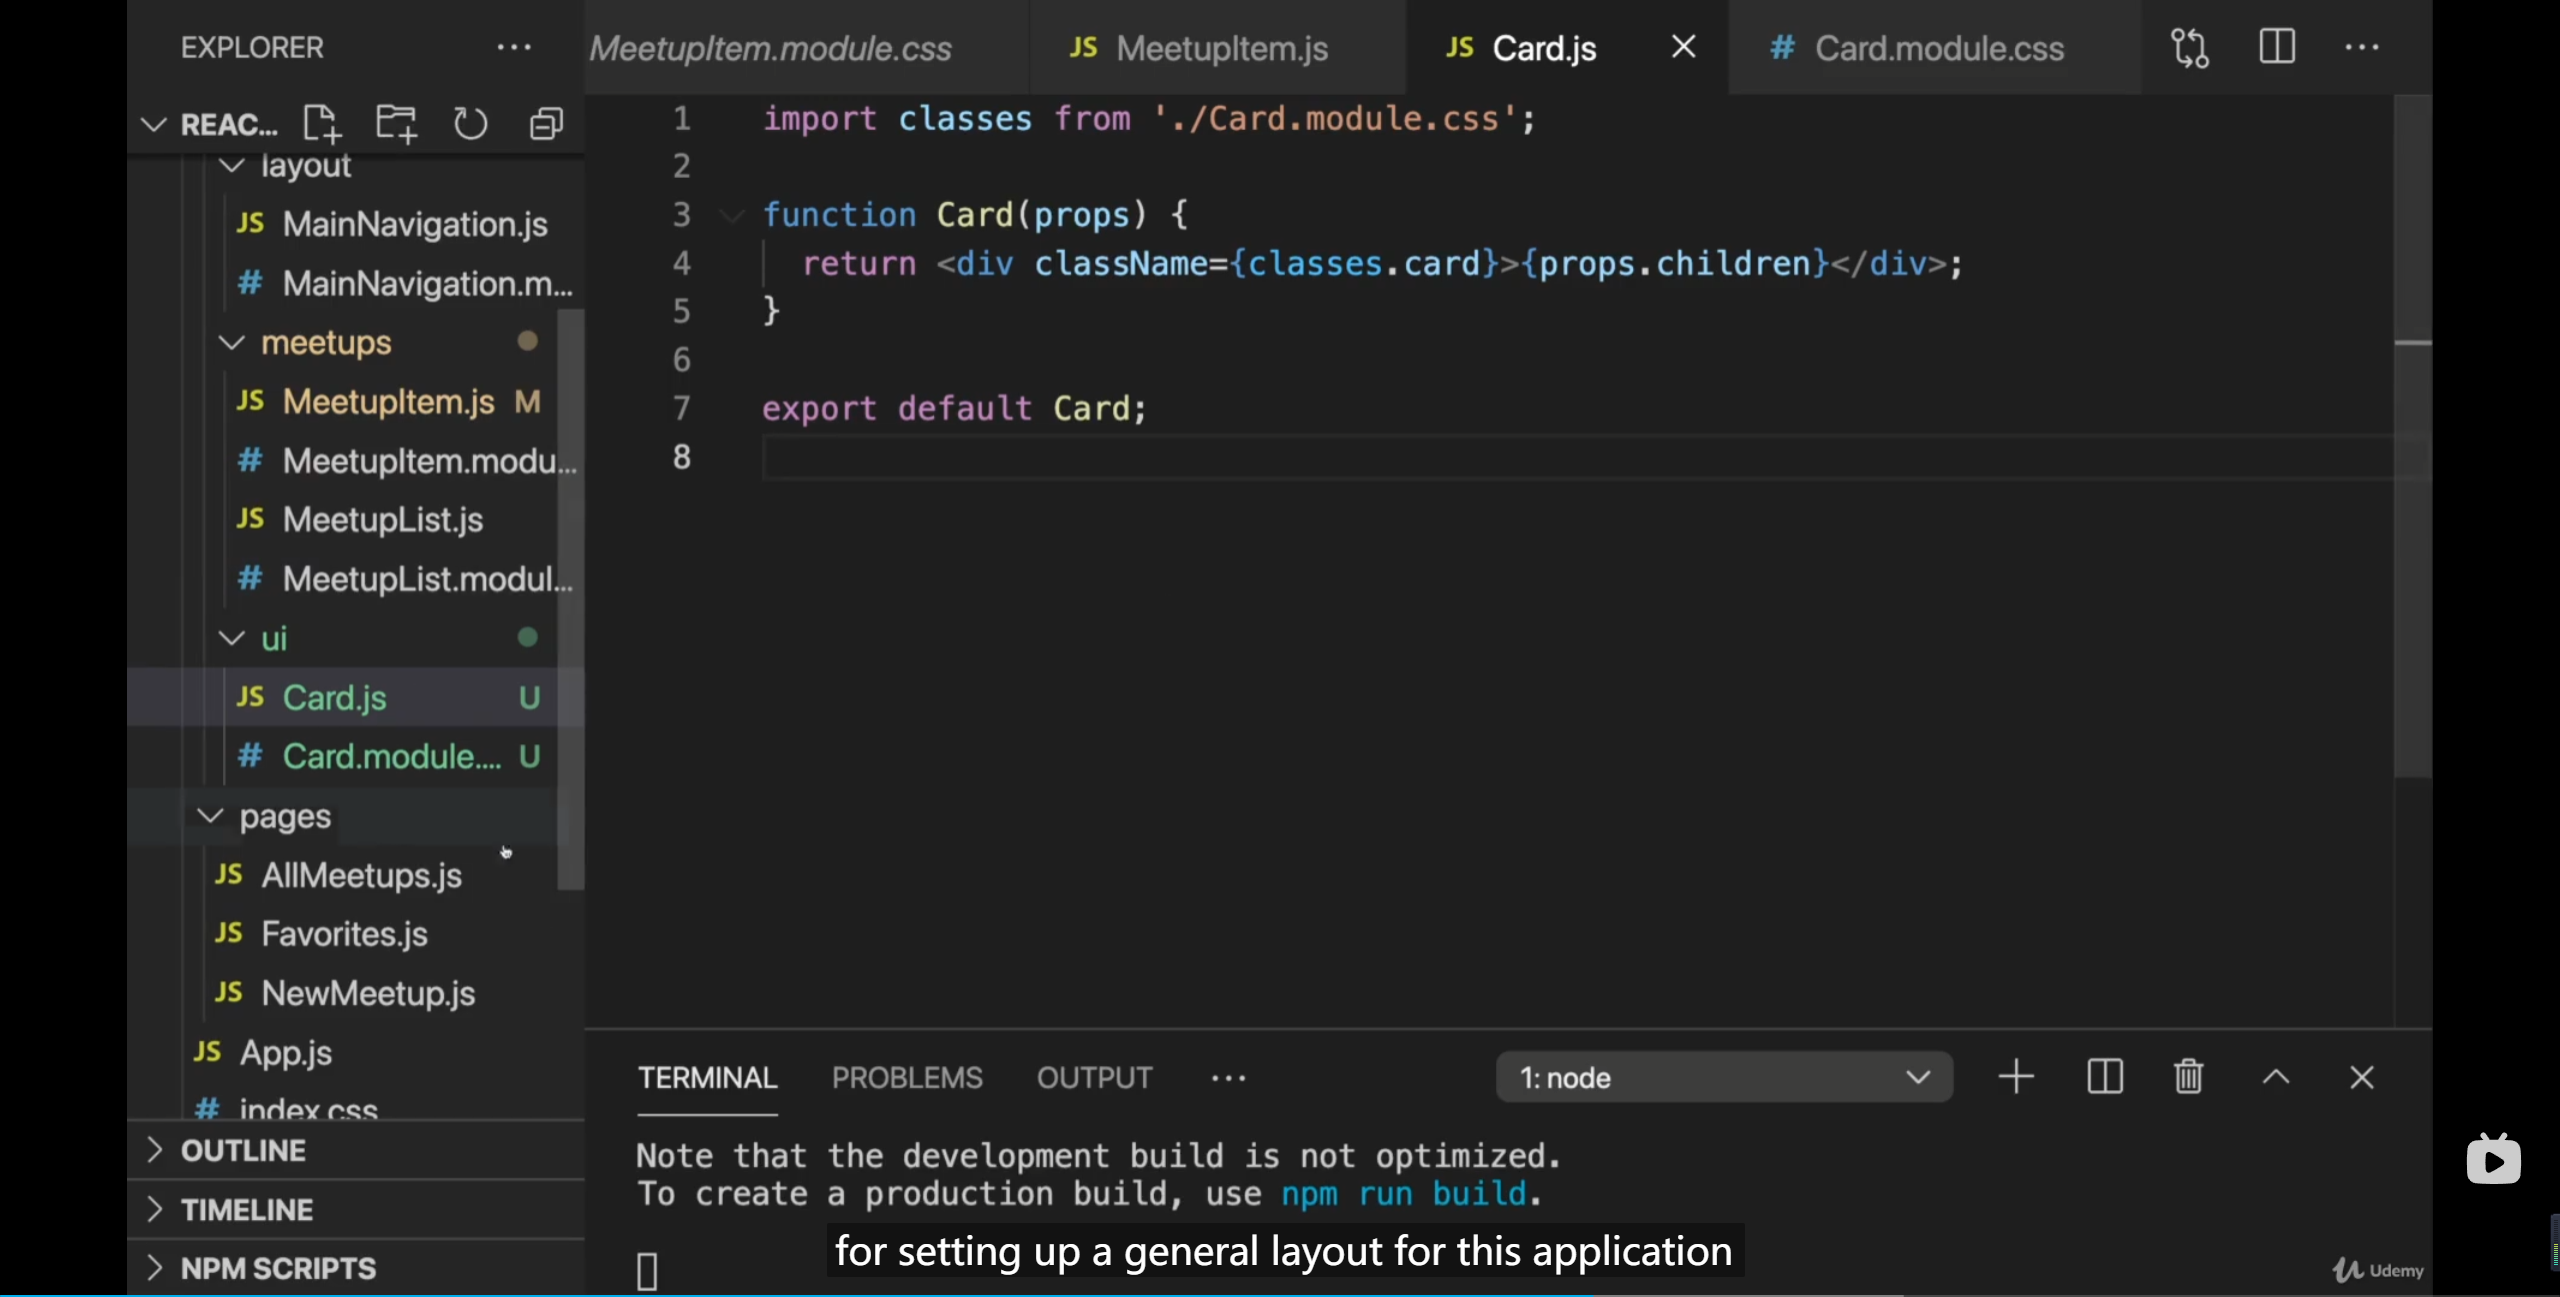 EXPLORER
REAC...
layout
JS MainNavigation.js
# MainNavigation.m...
meetups
JS MeetupItem.js M
# MeetupItem.modu...
JS MeetupList.js
# MeetupList.modul...
ui
JS Card.js U
# Card.module.... U
pages
JS AllMeetups.js
JS Favorites.js
JS NewMeetup.js
JS App.js
# index.css
OUTLINE
TIMELINE
NPM SCRIPTS
MeetupItem.module.css JS MeetupItem.js JS Card.js # Card.module.css
1 import classes from './Card.module.css';
2
3 function Card(props) {
4 return <div className={classes.card}>{props.children}</div>;
5 }
6
7 export default Card;
8
TERMINAL PROBLEMS OUTPUT 1: node
Note that the development build is not optimized.
To create a production build, use npm run build.
for setting up a general layout for this application
Udemy